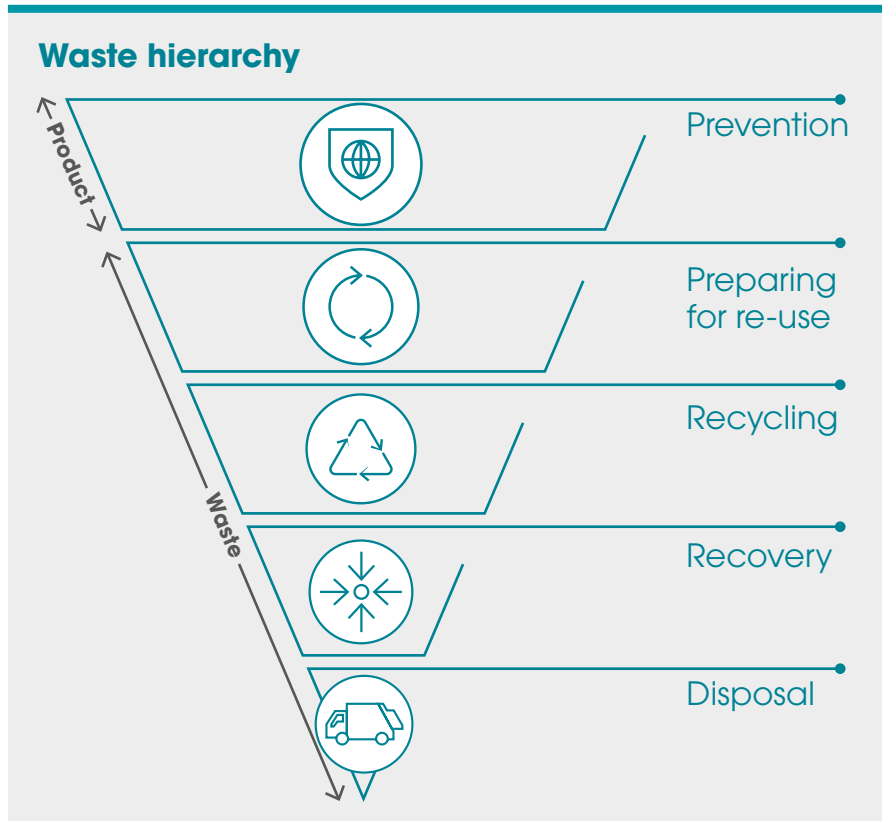 Waste hierarchy
Product
Prevention
Preparing
for re-use
Recycling
Waste
Recovery
Disposal